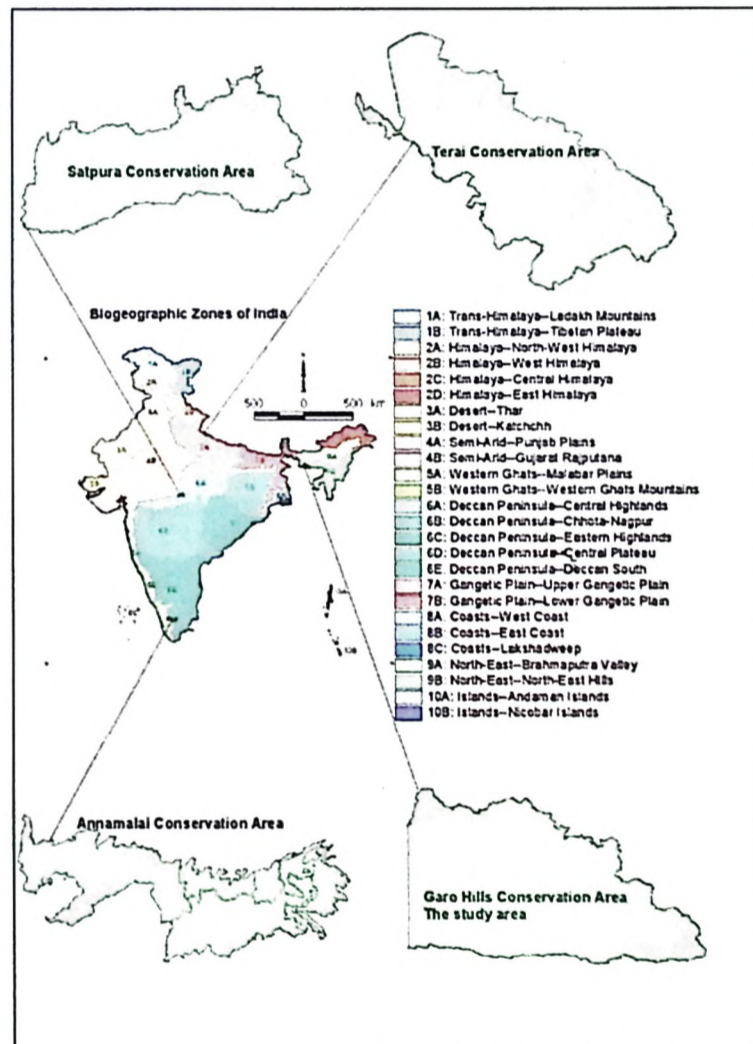 Satpura Conservation Area
Terai Conservation Area
Biogeographic Zones of India
500 0 500 km
1A: Trans-Himalaya--Ladakh Mountains
1B: Trans-Himalaya--Tibetan Plateau
2A: Himalaya--North-West Himalaya
2B: Himalaya--West Himalaya
2C: Himalaya--Central Himalaya
2D: Himalaya--East Himalaya
3A: Desert--Thar
3B: Desert--Katchchh
4A: Semi-Arid--Punjab Plains
4B: Semi-Arid--Gujarat Rajputana
5A: Western Ghats--Malabar Plains
5B: Western Ghats--Western Ghats Mountains
6A: Deccan Peninsula--Central Highlands
6B: Deccan Peninsula--Chhota-Nagpur
6C: Deccan Peninsula--Eastern Highlands
6D: Deccan Peninsula--Central Plateau
6E: Deccan Peninsula--Deccan South
7A: Gangetic Plain--Upper Gangetic Plain
7B: Gangetic Plain--Lower Gangetic Plain
8A: Coasts--West Coast
8B: Coasts--East Coast
8C: Coasts--Lakshadweep
9A: North-East--Brahmaputra Valley
9B: North-East--North-East Hills
10A: Islands--Andaman Islands
10B: Islands--Nicobar Islands
Annamalai Conservation Area
Garo Hills Conservation Area
The study area